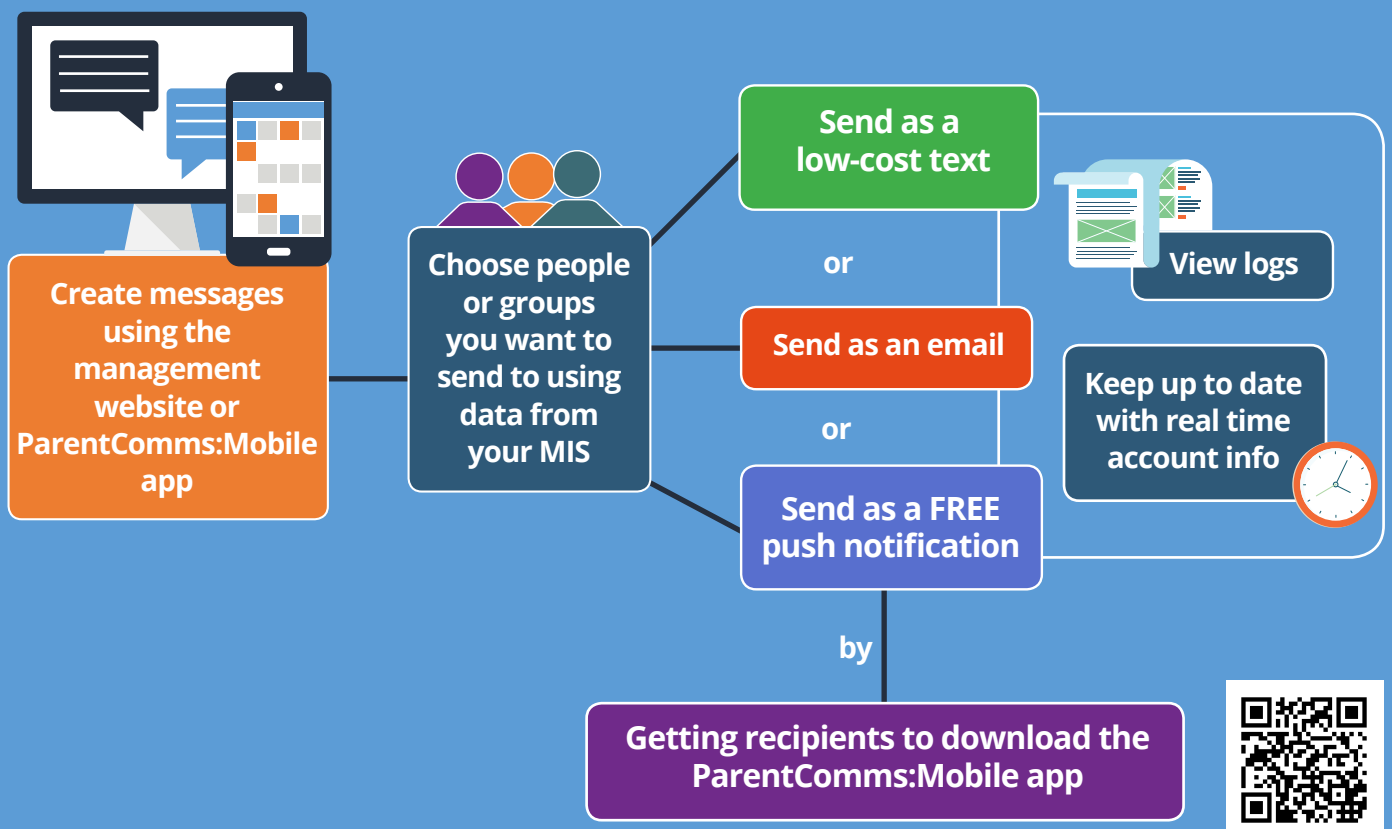 Create messages
using the
management
website or
ParentComms:Mobile
app
Choose people
or groups
you want to
send to using
data from
your MIS
Send as a
low-cost text
or
Send as an email
or
Send as a FREE
push notification
by
Getting recipients to download the
ParentComms:Mobile app
View logs
Keep up to date
with real time
account info